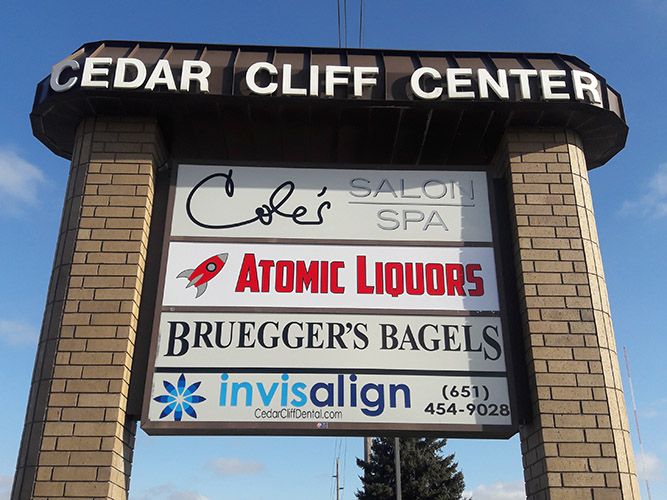 CEDAR CLIFF CENTER
Cole's SALON
SPA
ATOMIC LIQUORS
BRUEGGER'S BAGELS
invisalign (651)
CedarCliffDental.com 454-9028